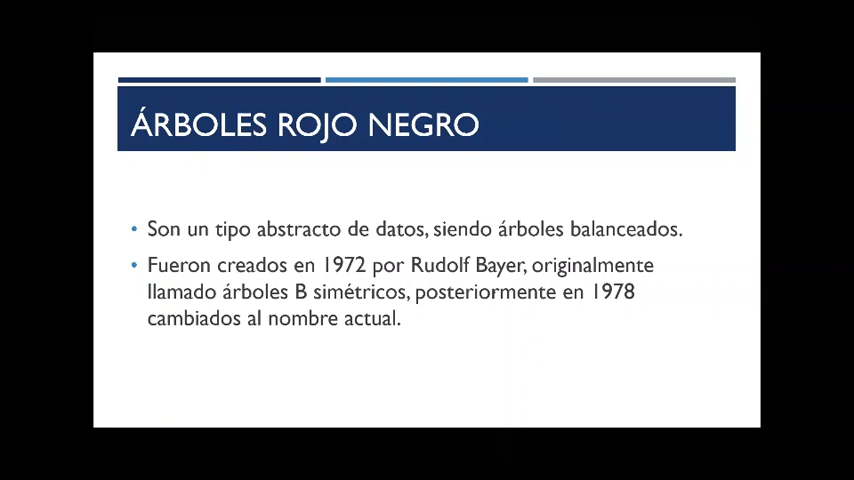 ÁRBOLES ROJO NEGRO
• Son un tipo abstracto de datos, siendo árboles balanceados.
• Fueron creados en 1972 por Rudolf Bayer, originalmente
llamado árboles B simétricos, posteriormente en 1978
cambiados al nombre actual.